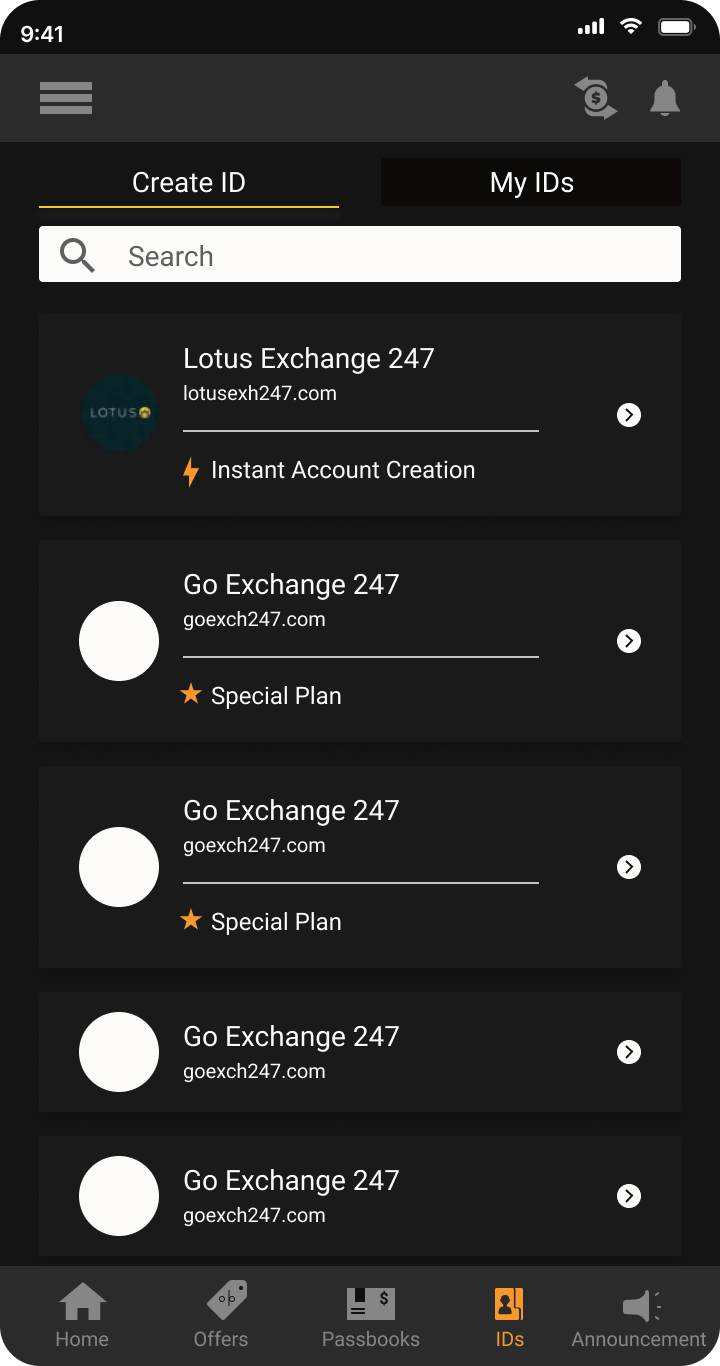 9:41
Create ID
My IDs
Search
Lotus Exchange 247
lotusexh247.com
LOTUS
Instant Account Creation
Go Exchange 247
goexch247.com
Special Plan
Go Exchange 247
goexch247.com
Special Plan
Go Exchange 247
goexch247.com
Go Exchange 247
goexch247.com
$
Home
Offers
Passbooks
IDs
Announcement